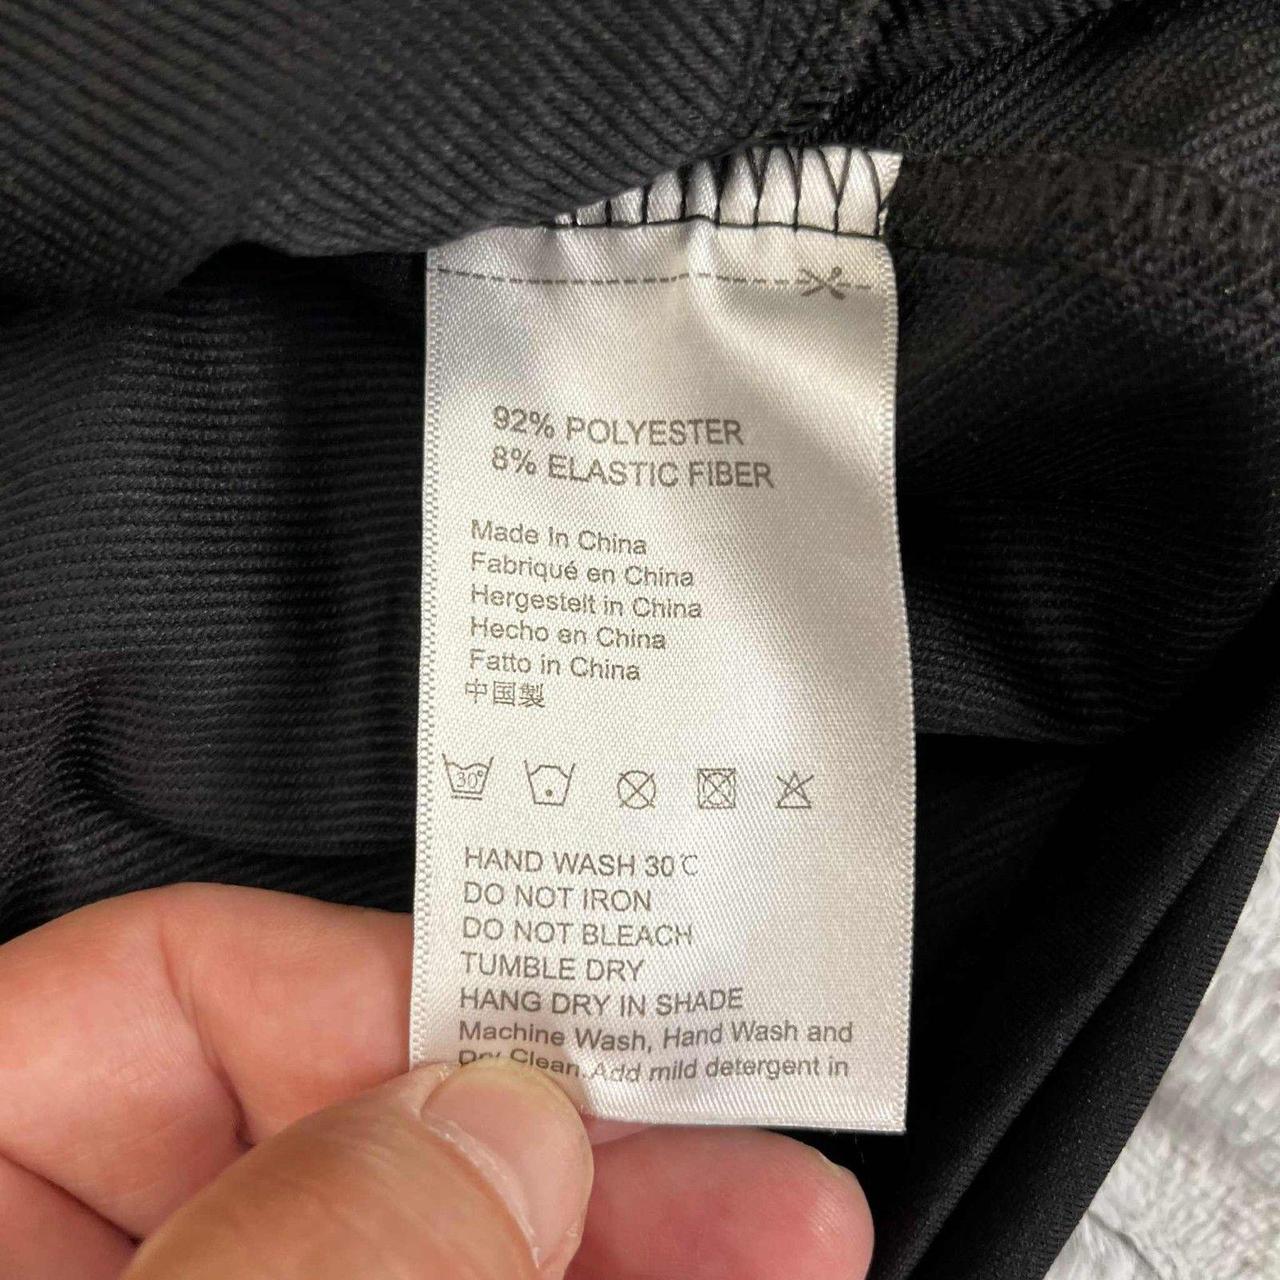 92% POLYESTER
8% ELASTIC FIBER
Made In China
Fabriqué en China
Hergestelt in China
Hecho en China
Fatto in China
中国製
30°
HAND WASH 30℃
DO NOT IRON
DO NOT BLEACH
TUMBLE DRY
HANG DRY IN SHADE
Machine Wash, Hand Wash and
Dry Clean. Add mild detergent in